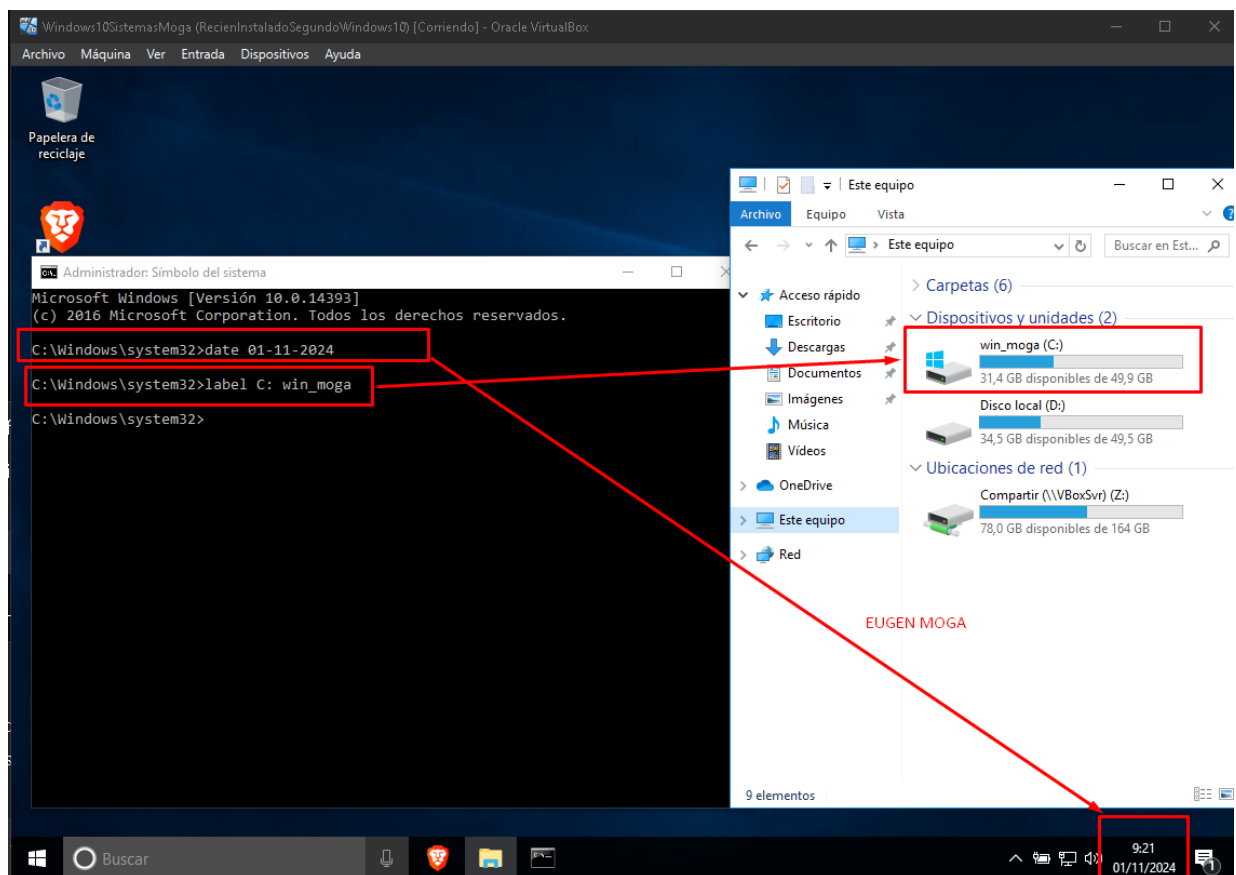 Windows10SistemasMoga (RecienInstaladoSegundoWindows10) [Corriendo] - Oracle VirtualBox
Archivo Máquina Ver Entrada Dispositivos Ayuda
Papelera de
reciclaje
Administrador: Símbolo del sistema
Microsoft Windows [Versión 10.0.14393]
(c) 2016 Microsoft Corporation. Todos los derechos reservados.
C:\Windows\system32>date 01-11-2024
C:\Windows\system32>label C: win_moga
C:\Windows\system32>
Este equipo
Archivo Equipo Vista
Este equipo
Buscar en Est...
Acceso rápido
Escritorio
Descargas
Documentos
Imágenes
Música
Vídeos
OneDrive
Este equipo
Red
Carpetas (6)
Dispositivos y unidades (2)
win_moga (C:)
31,4 GB disponibles de 49,9 GB
Disco local (D:)
34,5 GB disponibles de 49,5 GB
Ubicaciones de red (1)
Compartir (\\VBoxSvr) (Z:)
78,0 GB disponibles de 164 GB
EUGEN MOGA
9 elementos
Buscar
9:21
01/11/2024
1